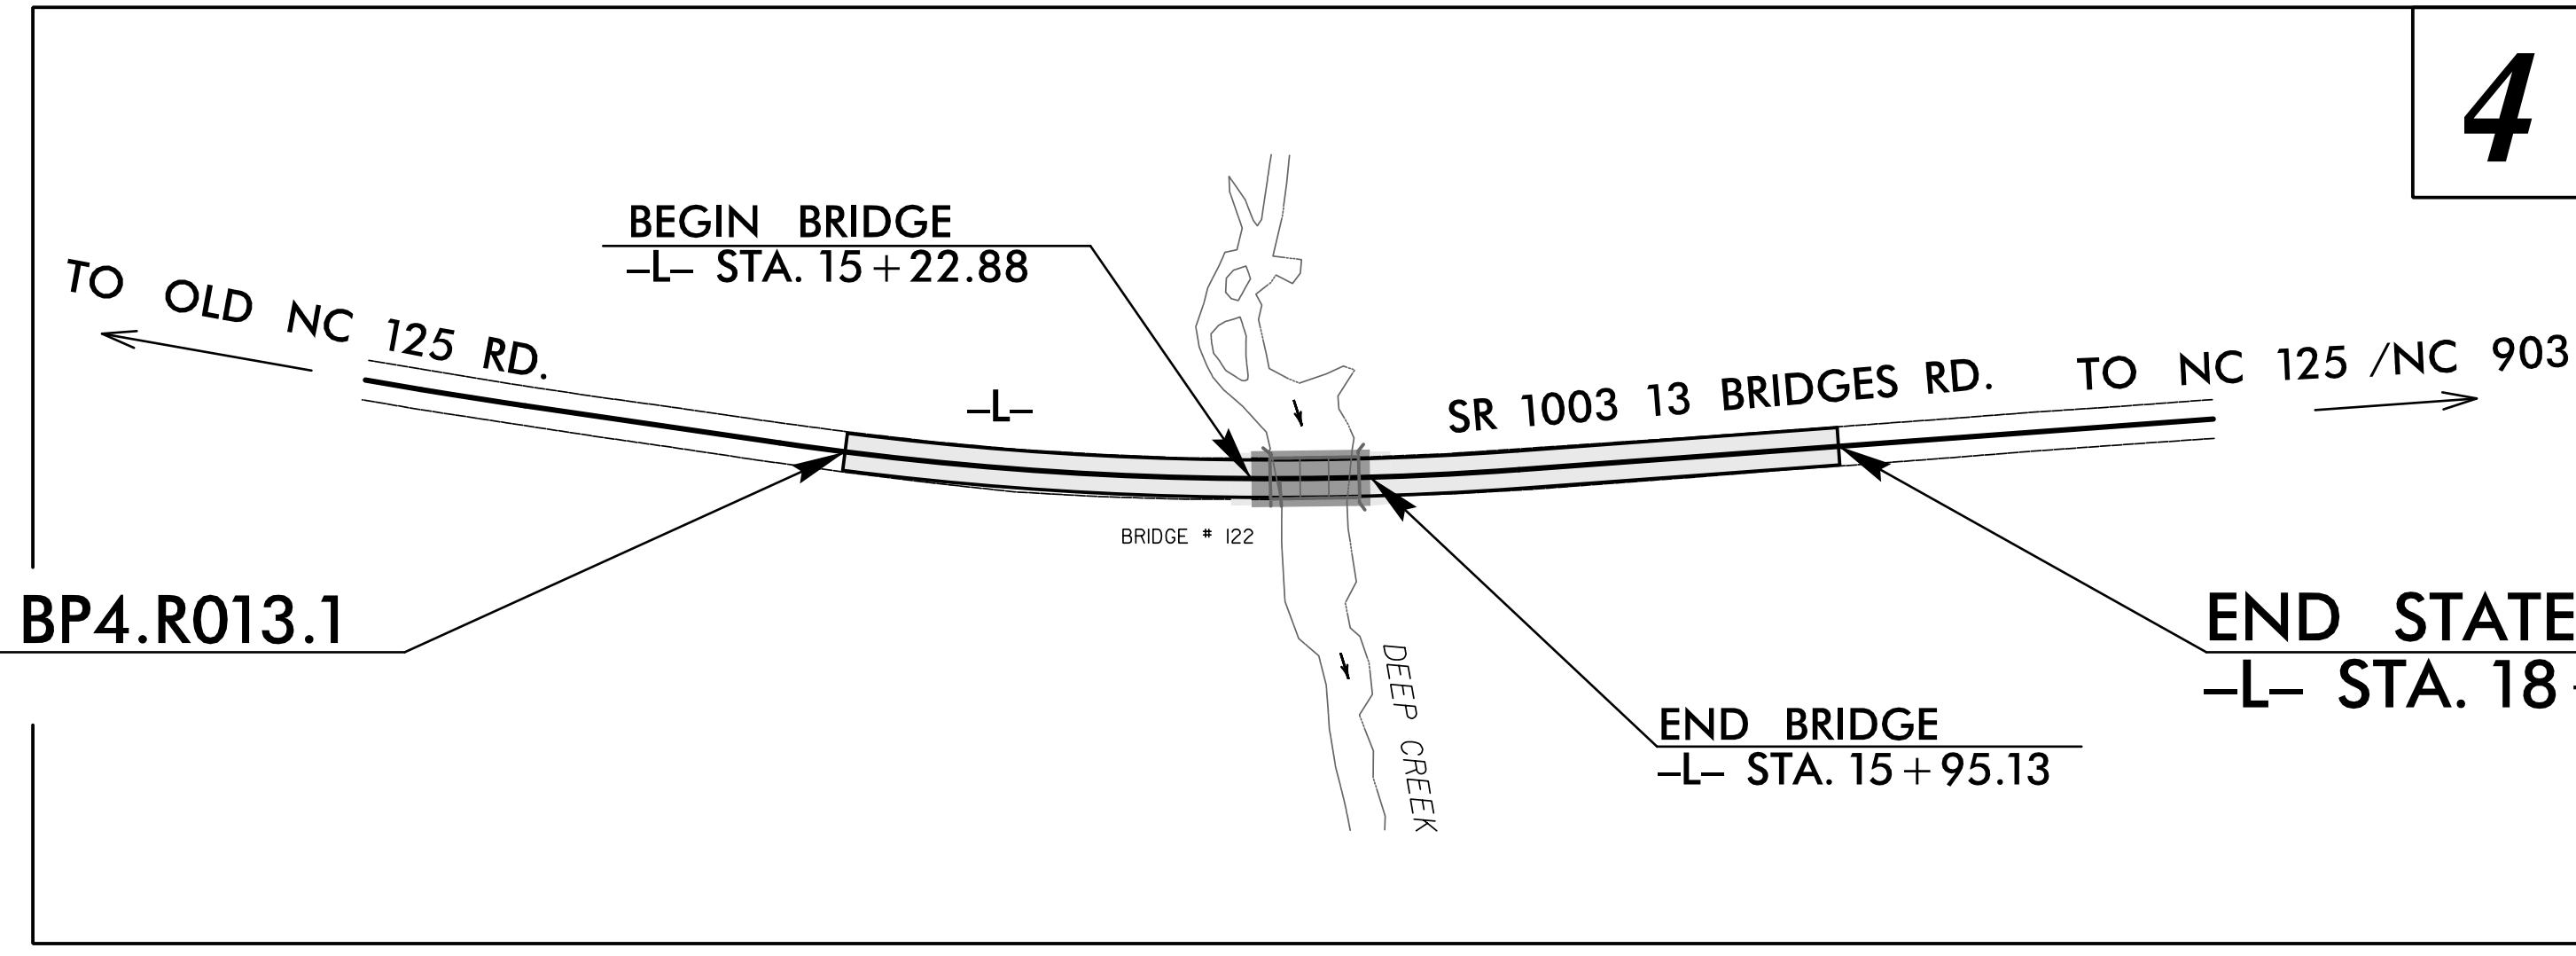 4
BEGIN BRIDGE
–L– STA. 15+22.88
TO OLD NC 125 RD.
–L–
SR 1003 13 BRIDGES RD.
TO NC 125 /NC 903
BRIDGE # 122
BP4.R013.1
END STATE
–L– STA. 18
DEEP CREEK
END BRIDGE
–L– STA. 15+95.13